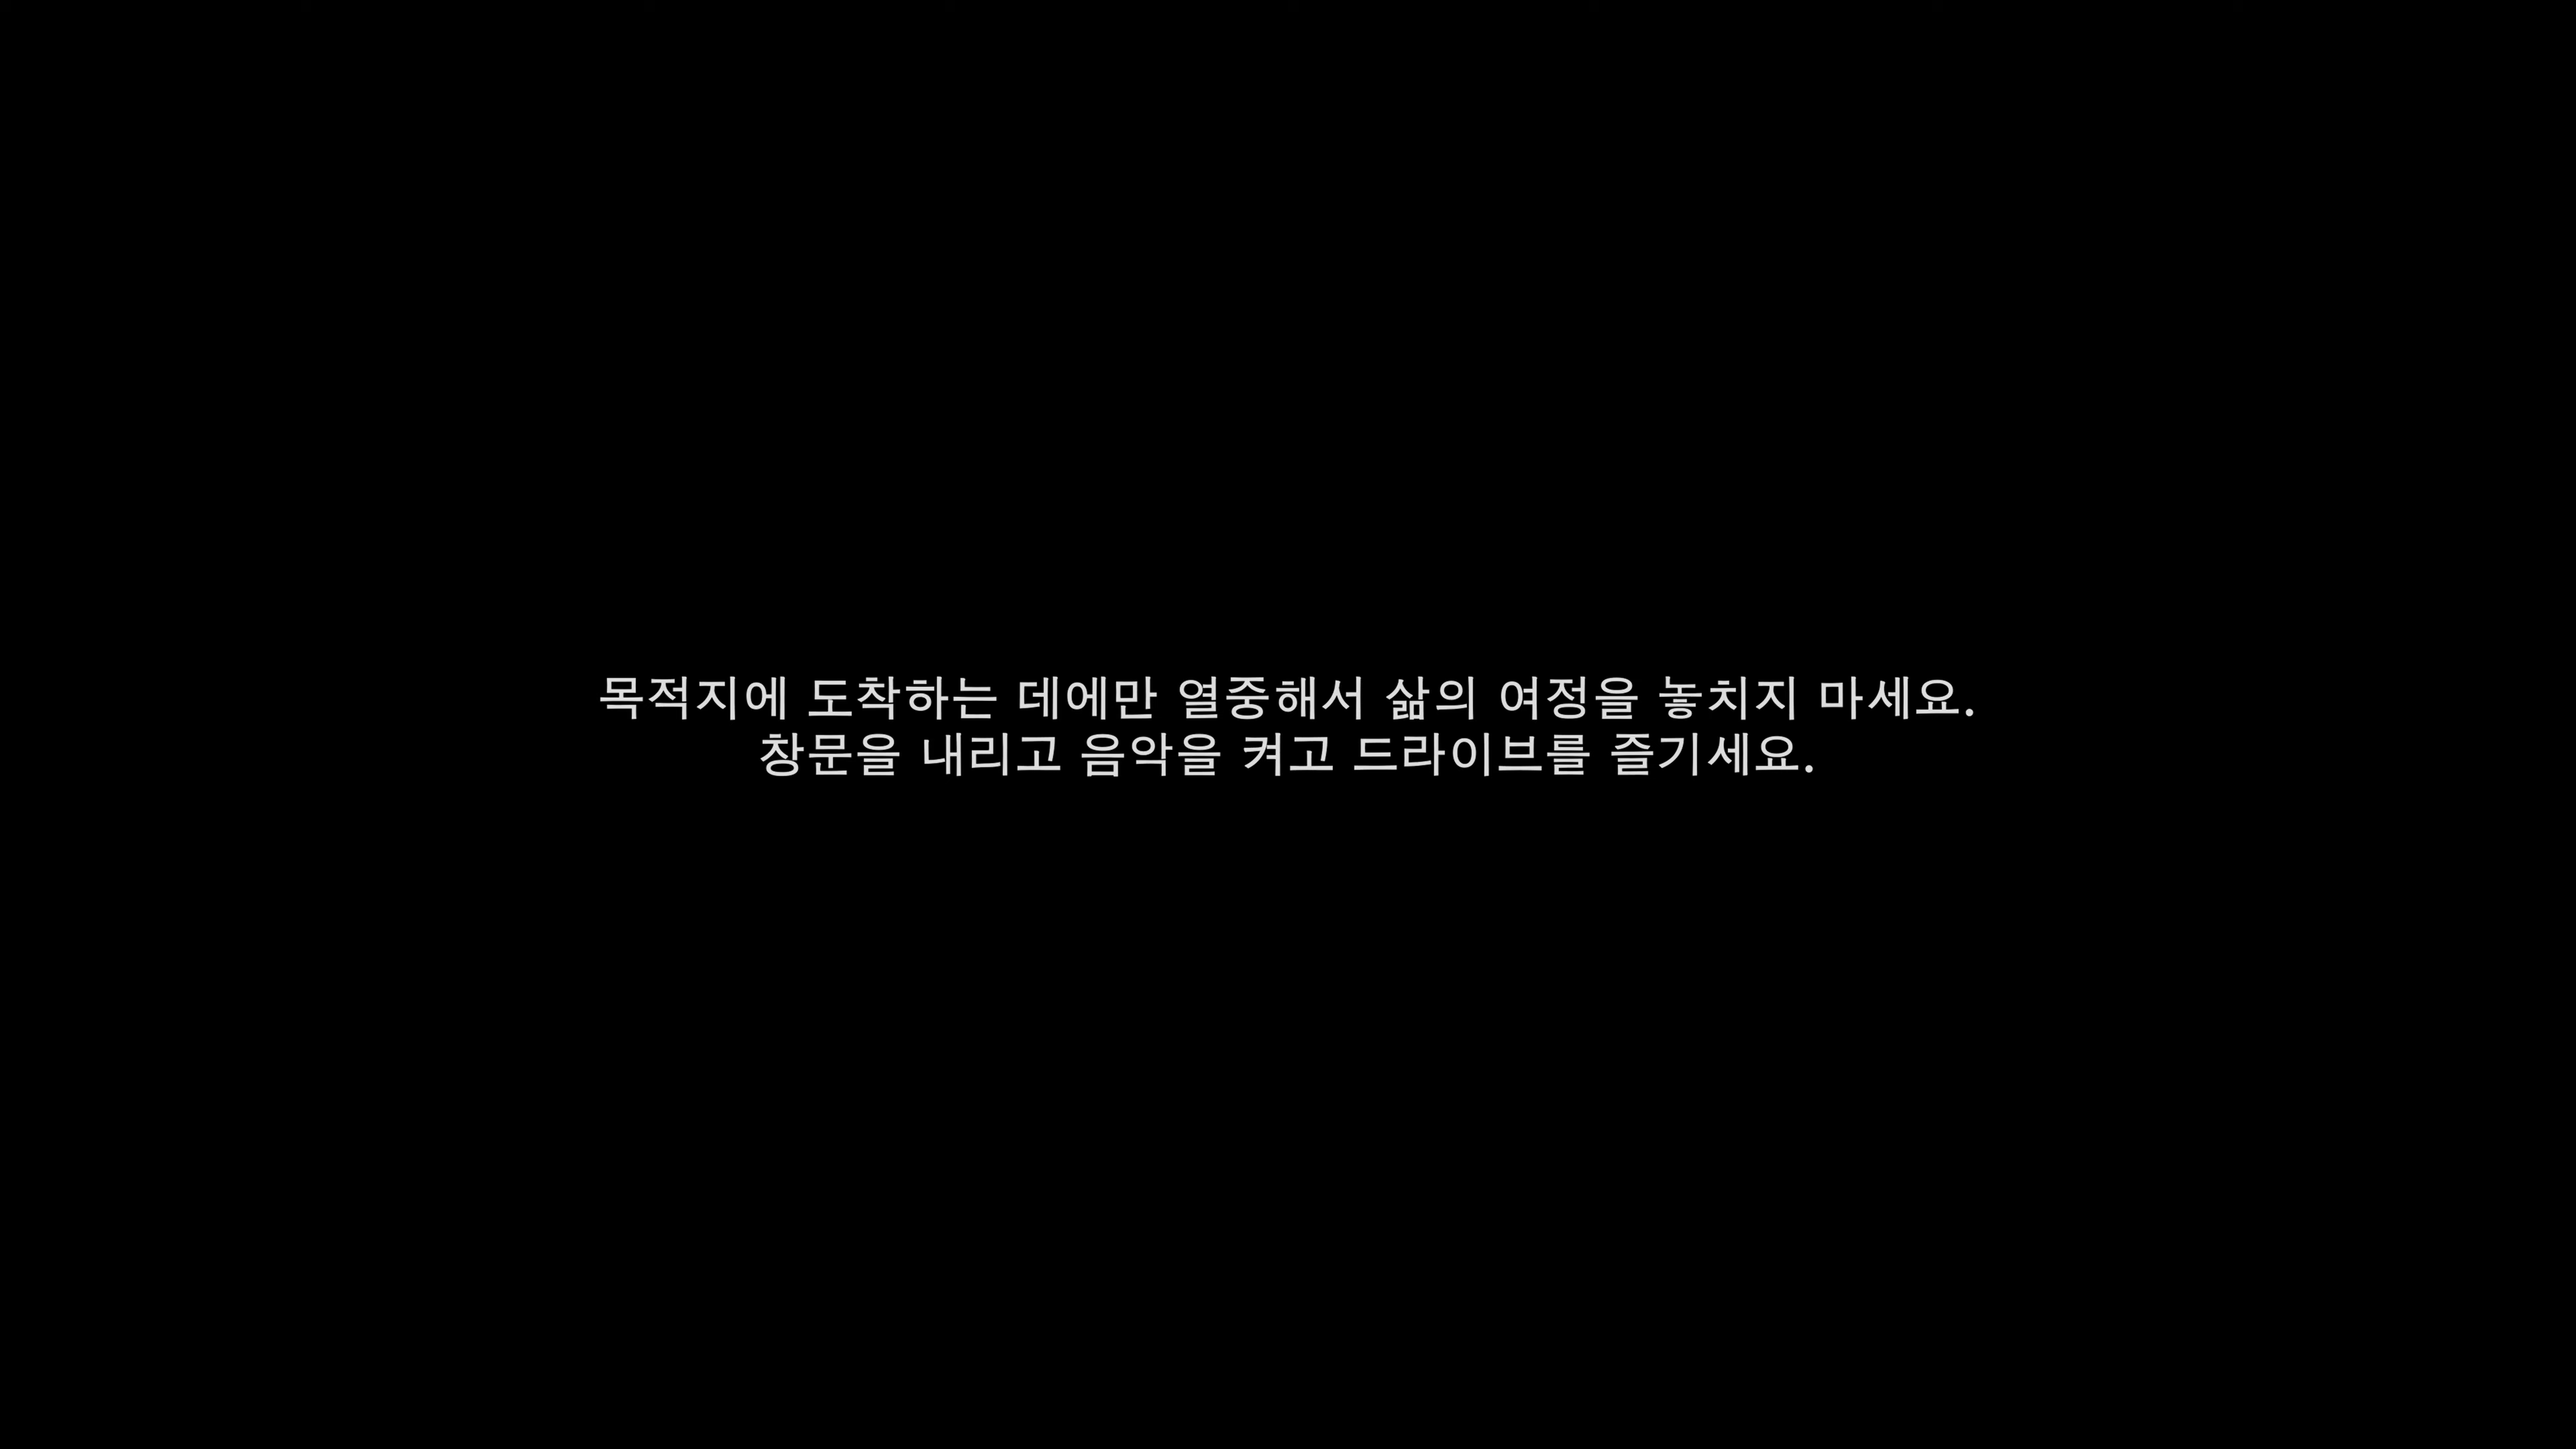 목적지에 도착하는 데에만 열중해서 삶의 여정을 놓치지 마세요.
창문을 내리고 음악을 켜고 드라이브를 즐기세요.